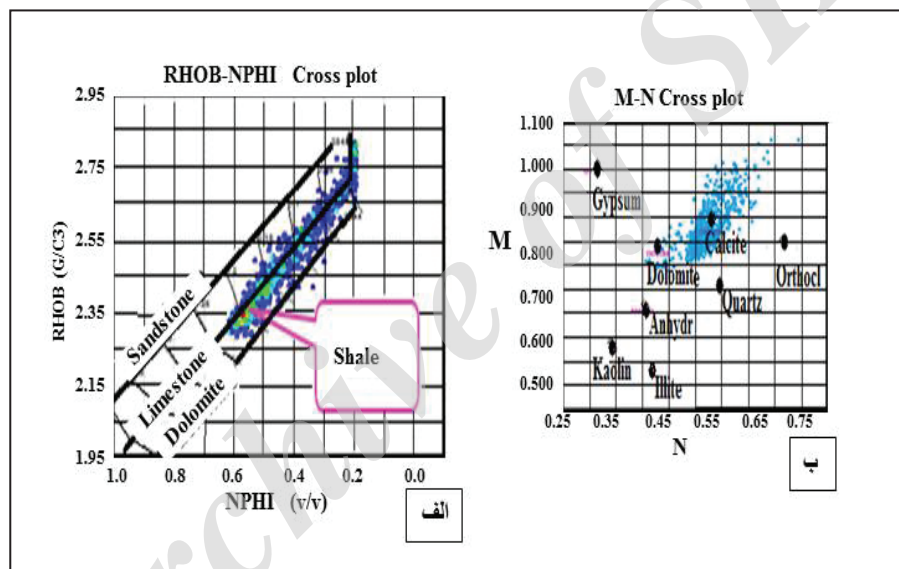 RHOB-NPHI Cross plot
RHOB (G/C3)
2.95
2.75
2.55
2.35
2.15
1.95
Sandstone
Limestone
Dolomite
Shale
1.0 0.8 0.6 0.4 0.2 0.0
NPHI (v/v)
الف
M-N Cross plot
M
1.100
1.000
0.900
0.800
0.700
0.600
0.500
Gypsum
Calcite
Dolomite
Orthocl
Quartz
Anhydr
Kaolin
Illite
0.25 0.35 0.45 0.55 0.65 0.75
N
ب
Archive of